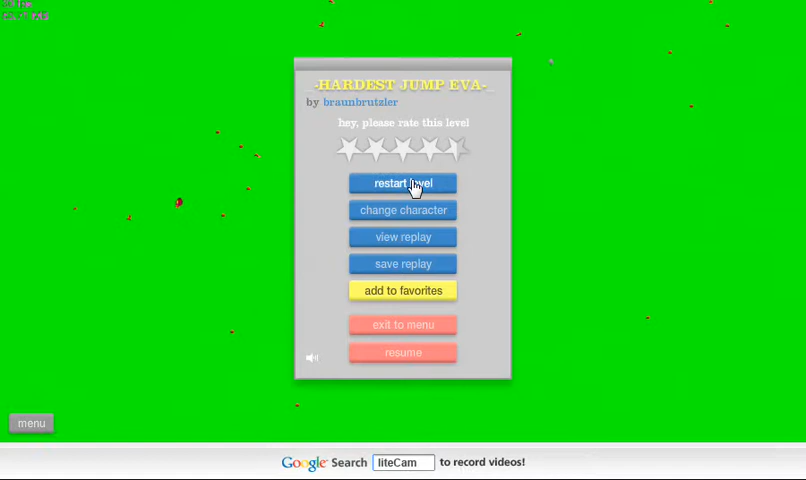 -HARDEST JUMP EVA-
by braunbrutzler
hey, please rate this level
restart level
change character
view replay
save replay
add to favorites
exit to menu
resume
menu
Google Search liteCam to record videos!